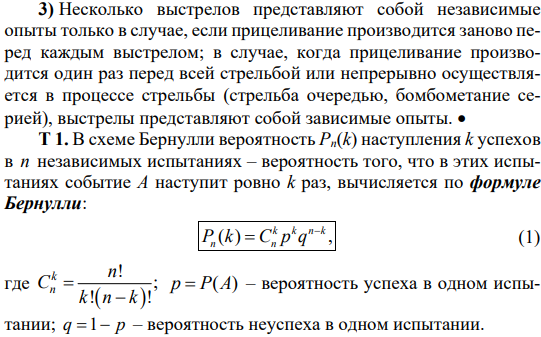 3) Несколько выстрелов представляют собой независимые
опыты только в случае, если прицеливание производится заново пе-
ред каждым выстрелом; в случае, когда прицеливание произво-
дится один раз перед всей стрельбой или непрерывно осуществля-
ется в процессе стрельбы (стрельба очередью, бомбометание се-
рией), выстрелы представляют собой зависимые опыты. ●
Т 1. В схеме Бернулли вероятность Pₙ(k) наступления k успехов
в n независимых испытаниях – вероятность того, что в этих испы-
таниях событие A наступит ровно k раз, вычисляется по формуле
Бернулли:
Pₙ(k) = Cₙᵏ pᵏ qⁿ⁻ᵏ, (1)
где Cₙᵏ = n! / k!(n − k)!; p = P(A) – вероятность успеха в одном испы-
тании; q = 1 − p – вероятность неуспеха в одном испытании.